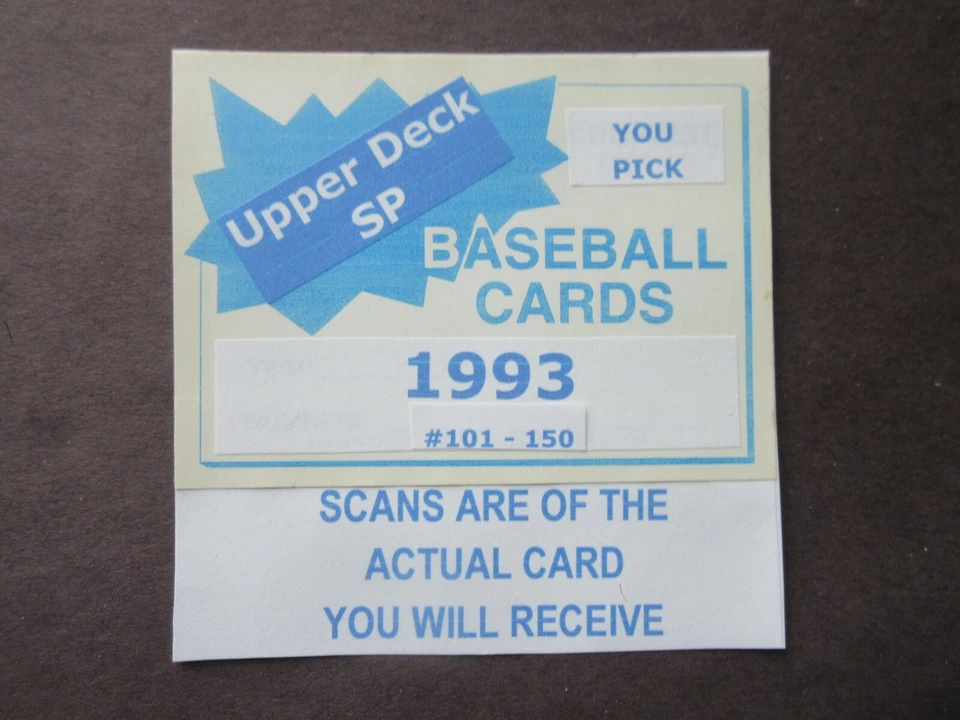 Upper Deck
SP
YOU
PICK
BASEBALL
CARDS
1993
#101 - 150
SCANS ARE OF THE
ACTUAL CARD
YOU WILL RECEIVE